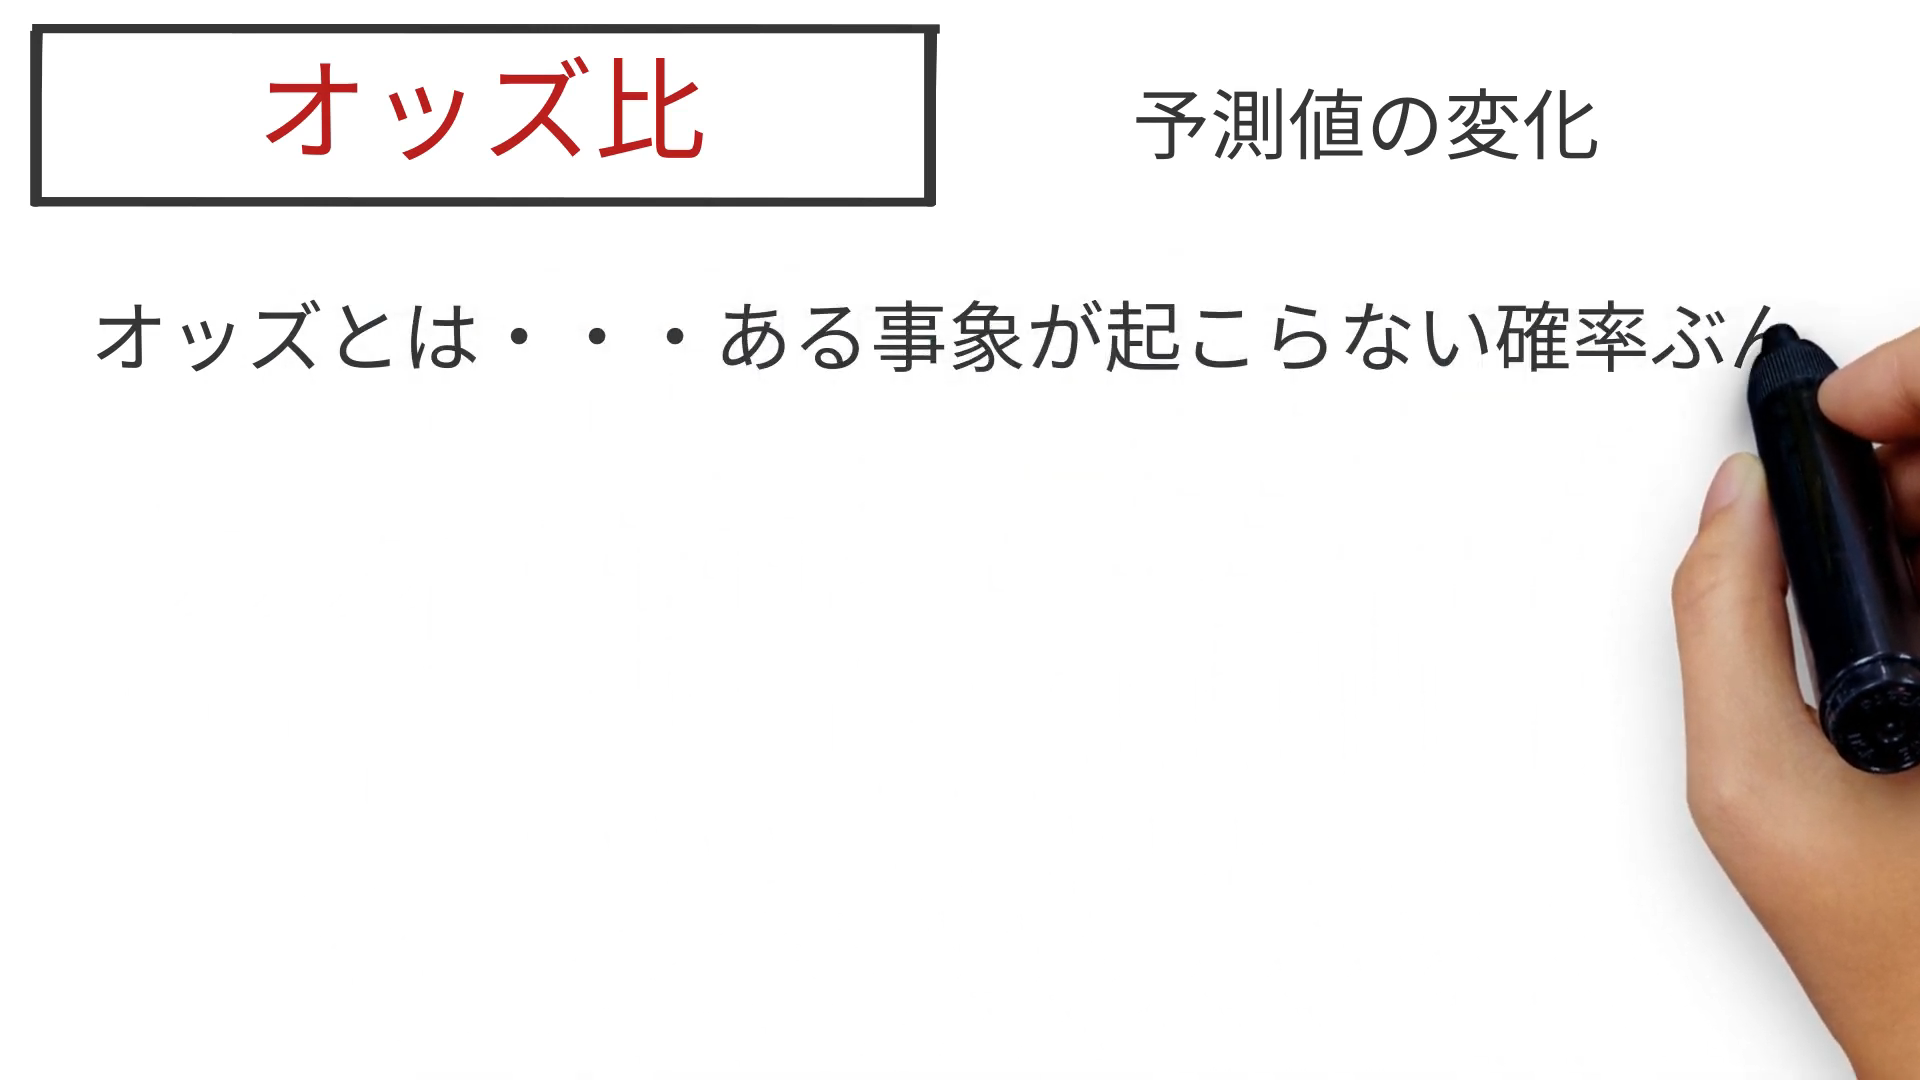 オッズ比
予測値の変化
オッズとは・・・ある事象が起こらない確率ぶ